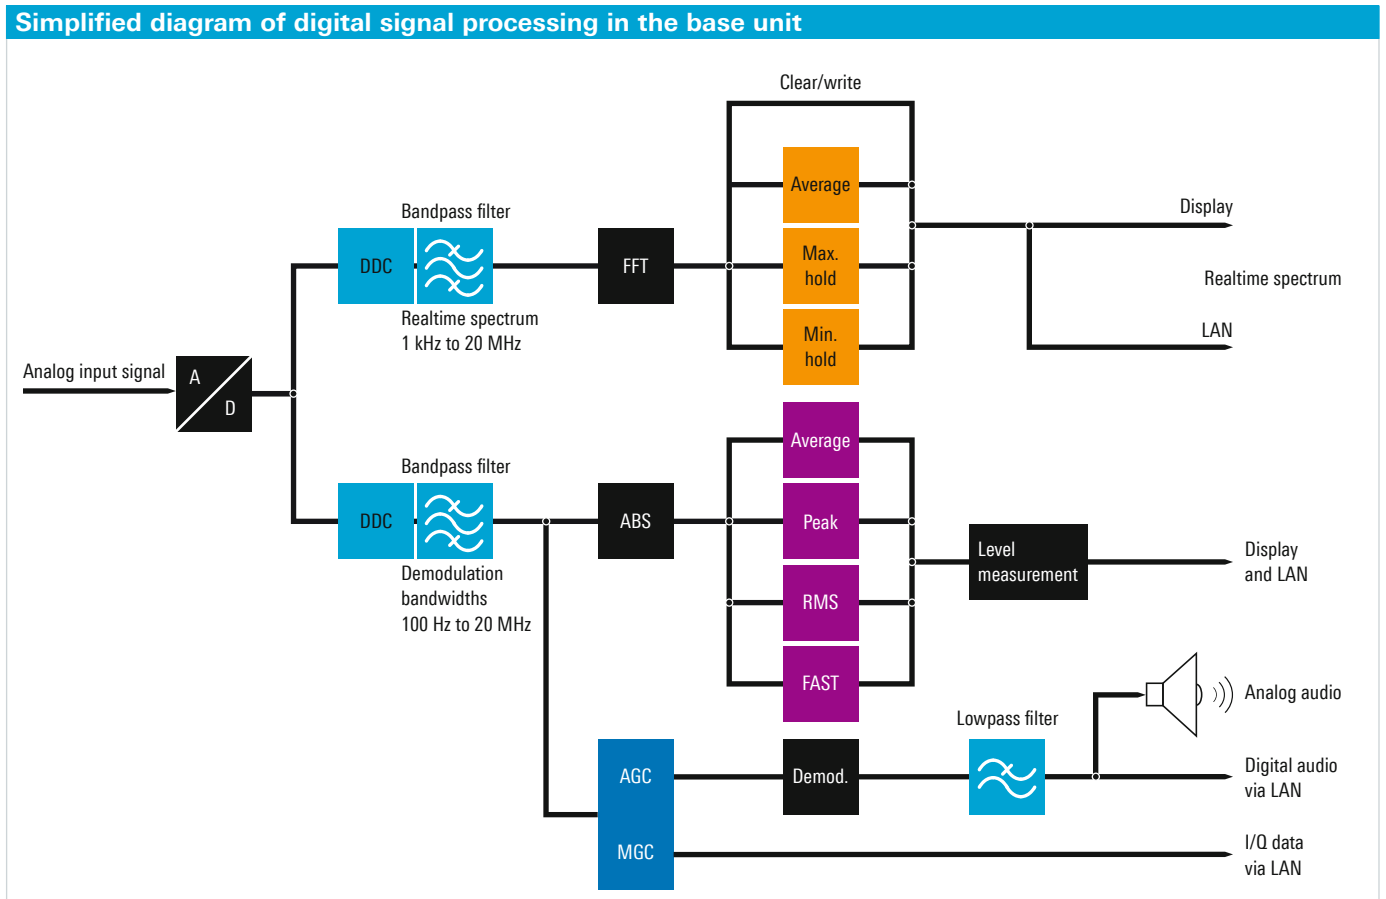 Simplified diagram of digital signal processing in the base unit
Clear/write
Average
Bandpass filter
Display
DDC
FFT
Max.
hold
Realtime spectrum
Realtime spectrum
1 kHz to 20 MHz
Min.
hold
LAN
Analog input signal
A
D
Average
Bandpass filter
DDC
ABS
Peak
Level
measurement
Display
and LAN
Demodulation
bandwidths
100 Hz to 20 MHz
RMS
FAST
Analog audio
Lowpass filter
AGC
Demod.
Digital audio
via LAN
MGC
I/Q data
via LAN